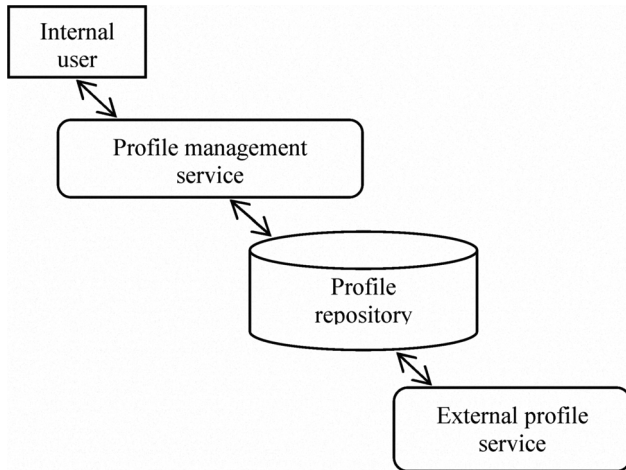 Internal
user
Profile management
service
Profile
repository
External profile
service